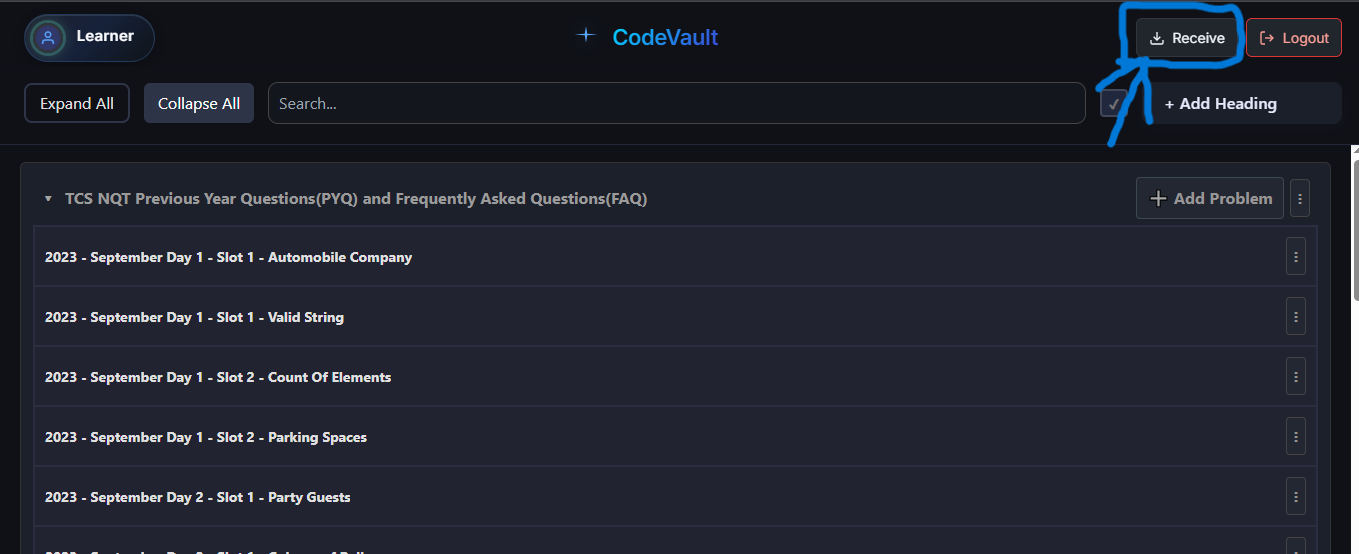 Learner
CodeVault
Receive
Logout
Expand All
Collapse All
Search...
+ Add Heading
TCS NQT Previous Year Questions(PYQ) and Frequently Asked Questions(FAQ)
+ Add Problem
2023 - September Day 1 - Slot 1 - Automobile Company
2023 - September Day 1 - Slot 1 - Valid String
2023 - September Day 1 - Slot 2 - Count Of Elements
2023 - September Day 1 - Slot 2 - Parking Spaces
2023 - September Day 2 - Slot 1 - Party Guests